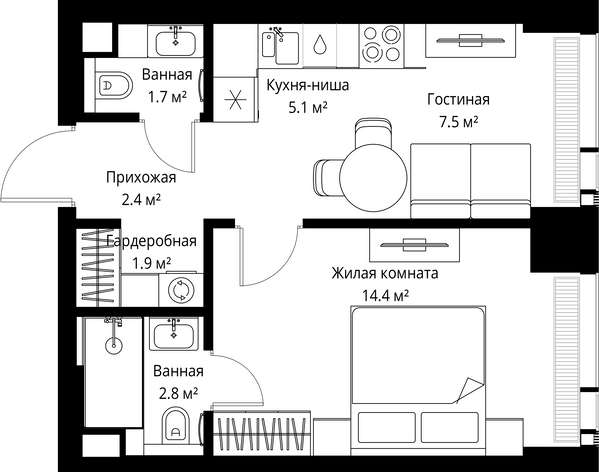 Ванная
1.7 м²
Кухня-ниша
5.1 м²
Гостиная
7.5 м²
Прихожая
2.4 м²
Гардеробная
1.9 м²
Жилая комната
14.4 м²
Ванная
2.8 м²